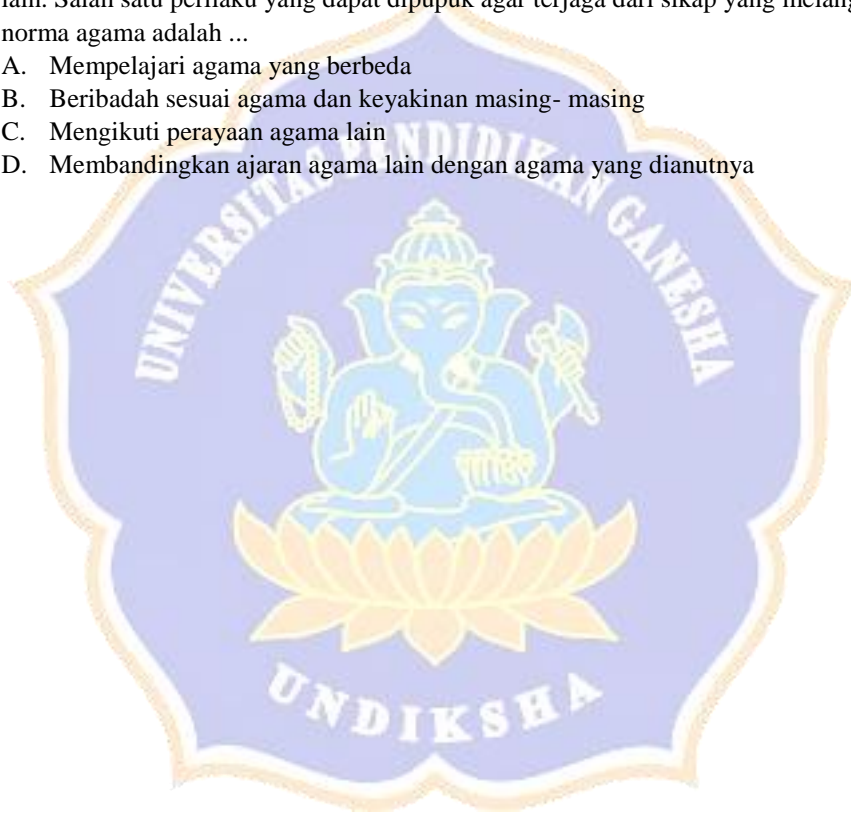 lain. Salah satu perilaku yang dapat dipupuk agar terjaga dari sikap yang melang
norma agama adalah ...
A. Mempelajari agama yang berbeda
B. Beribadah sesuai agama dan keyakinan masing- masing
C. Mengikuti perayaan agama lain
D. Membandingkan ajaran agama lain dengan agama yang dianutnya
UNIVERSITAS PENDIDIKAN GANESHA
UNDIKSHA